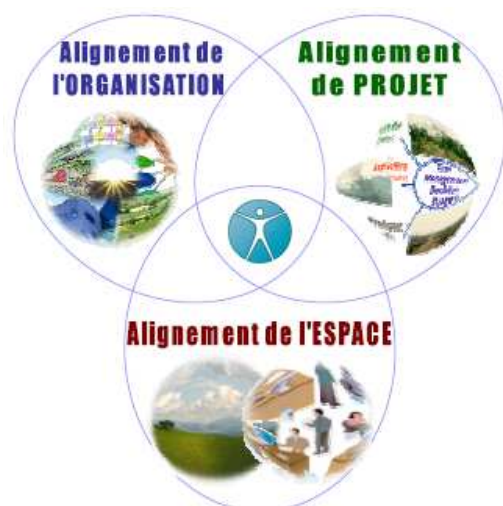 Alignement de
l'ORGANISATION
Alignement
de PROJET
Alignement de l'ESPACE